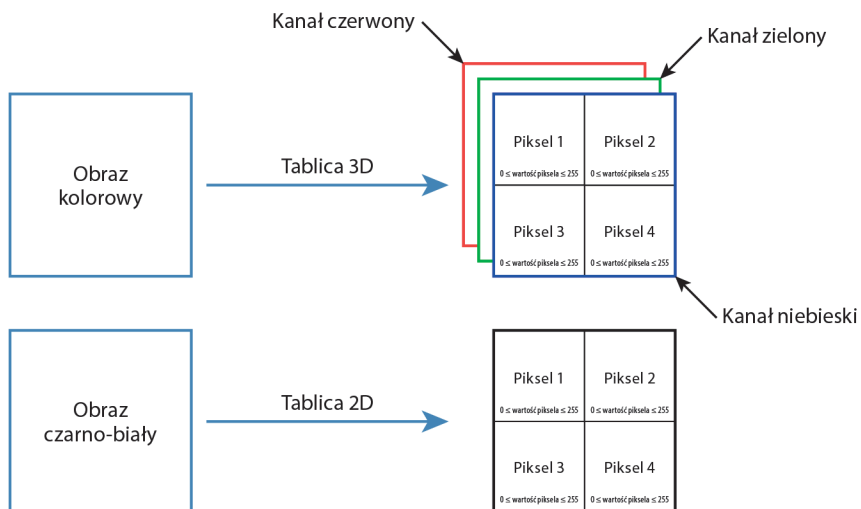 Kanał czerwony
Kanał zielony
Obraz
kolorowy
Tablica 3D
Piksel 1
Piksel 2
0 ≤ wartość piksela ≤ 255
0 ≤ wartość piksela ≤ 255
Piksel 3
Piksel 4
0 ≤ wartość piksela ≤ 255
0 ≤ wartość piksela ≤ 255
Kanał niebieski
Obraz
czarno-biały
Tablica 2D
Piksel 1
Piksel 2
0 ≤ wartość piksela ≤ 255
0 ≤ wartość piksela ≤ 255
Piksel 3
Piksel 4
0 ≤ wartość piksela ≤ 255
0 ≤ wartość piksela ≤ 255